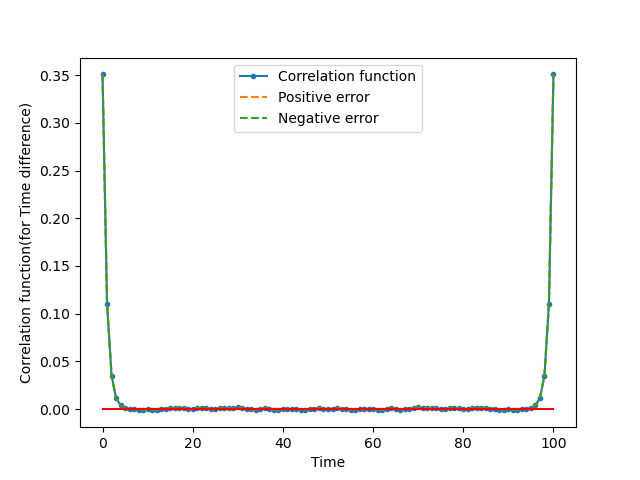 Correlation function
Positive error
Negative error
Correlation function(for Time difference)
0.35
0.30
0.25
0.20
0.15
0.10
0.05
0.00
0 20 40 60 80 100
Time